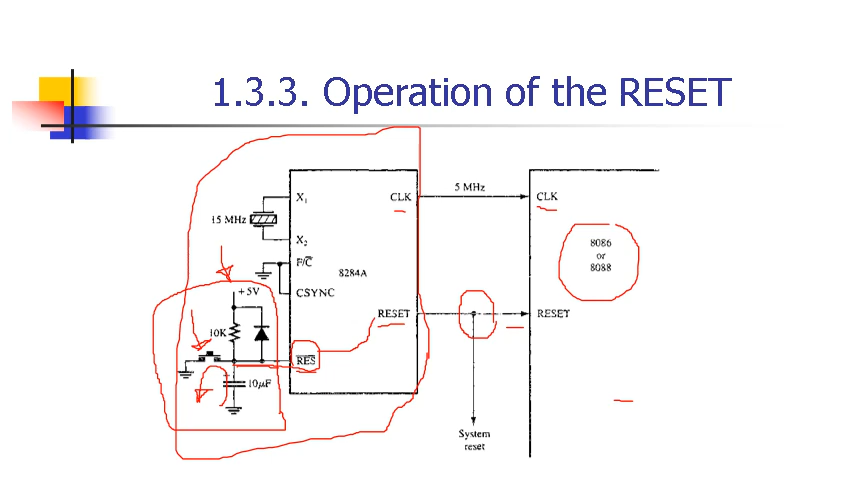 1.3.3. Operation of the RESET
5 MHz
X₁
CLK
CLK
15 MHz
X₂
8086
or
8088
F/C̅
8284A
+5V
CSYNC
RESET
RESET
10K
R̅E̅S̅
10μF
System
reset